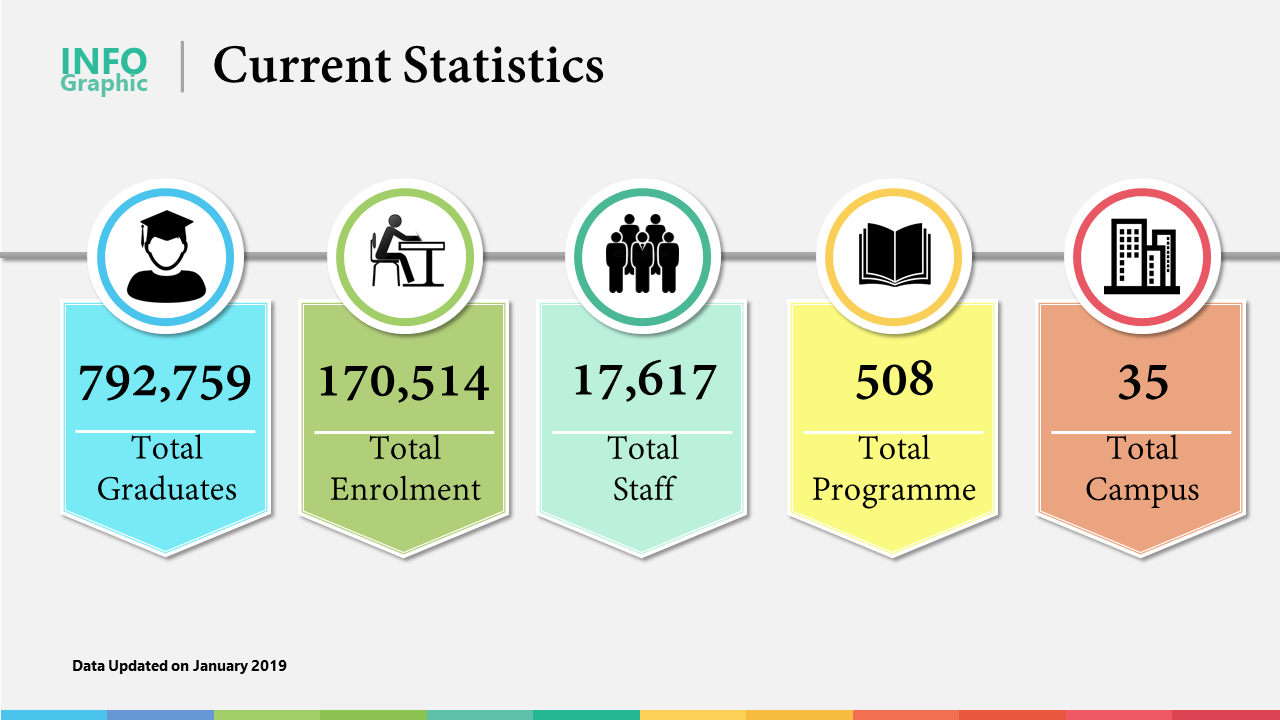 INFO
Graphic
Current Statistics
792,759
Total
Graduates
170,514
Total
Enrolment
17,617
Total
Staff
508
Total
Programme
35
Total
Campus
Data Updated on January 2019